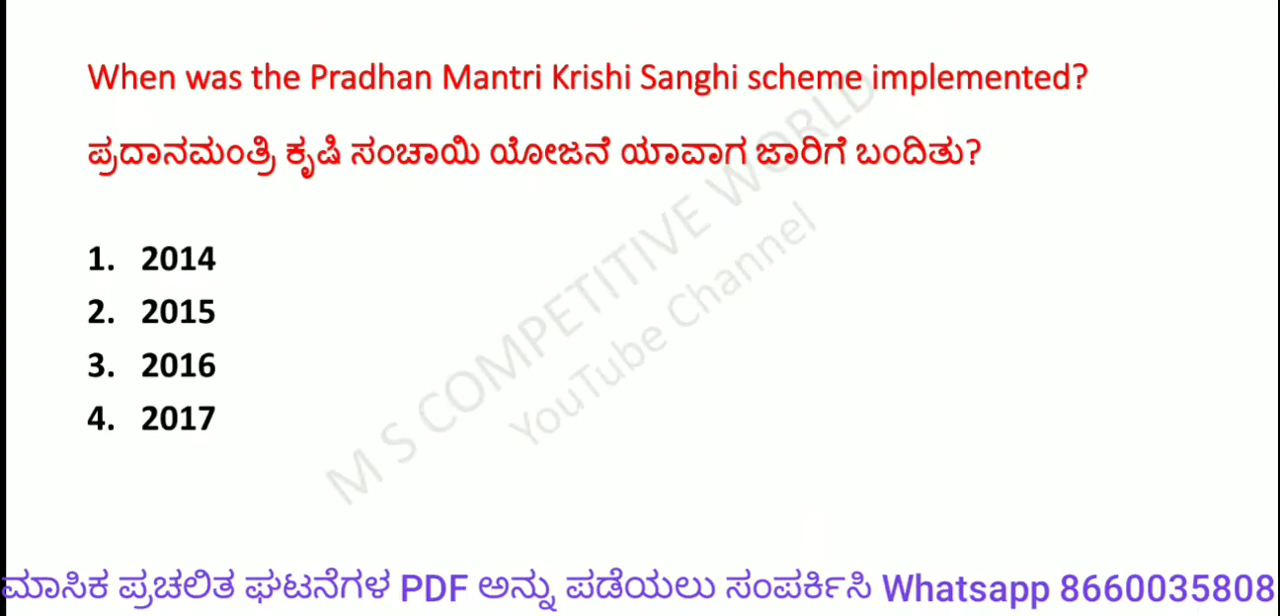 When was the Pradhan Mantri Krishi Sanghi scheme implemented?
ಪ್ರದಾನಮಂತ್ರಿ ಕೃಷಿ ಸಂಚಾಯಿ ಯೋಜನೆ ಯಾವಾಗ ಜಾರಿಗೆ ಬಂದಿತು?
1. 2014
2. 2015
3. 2016
4. 2017
M S COMPETITIVE WORLD
YouTube Channel
ಮಾಸಿಕ ಪ್ರಚಲಿತ ಘಟನೆಗಳ PDF ಅನ್ನು ಪಡೆಯಲು ಸಂಪರ್ಕಿಸಿ Whatsapp 8660035808